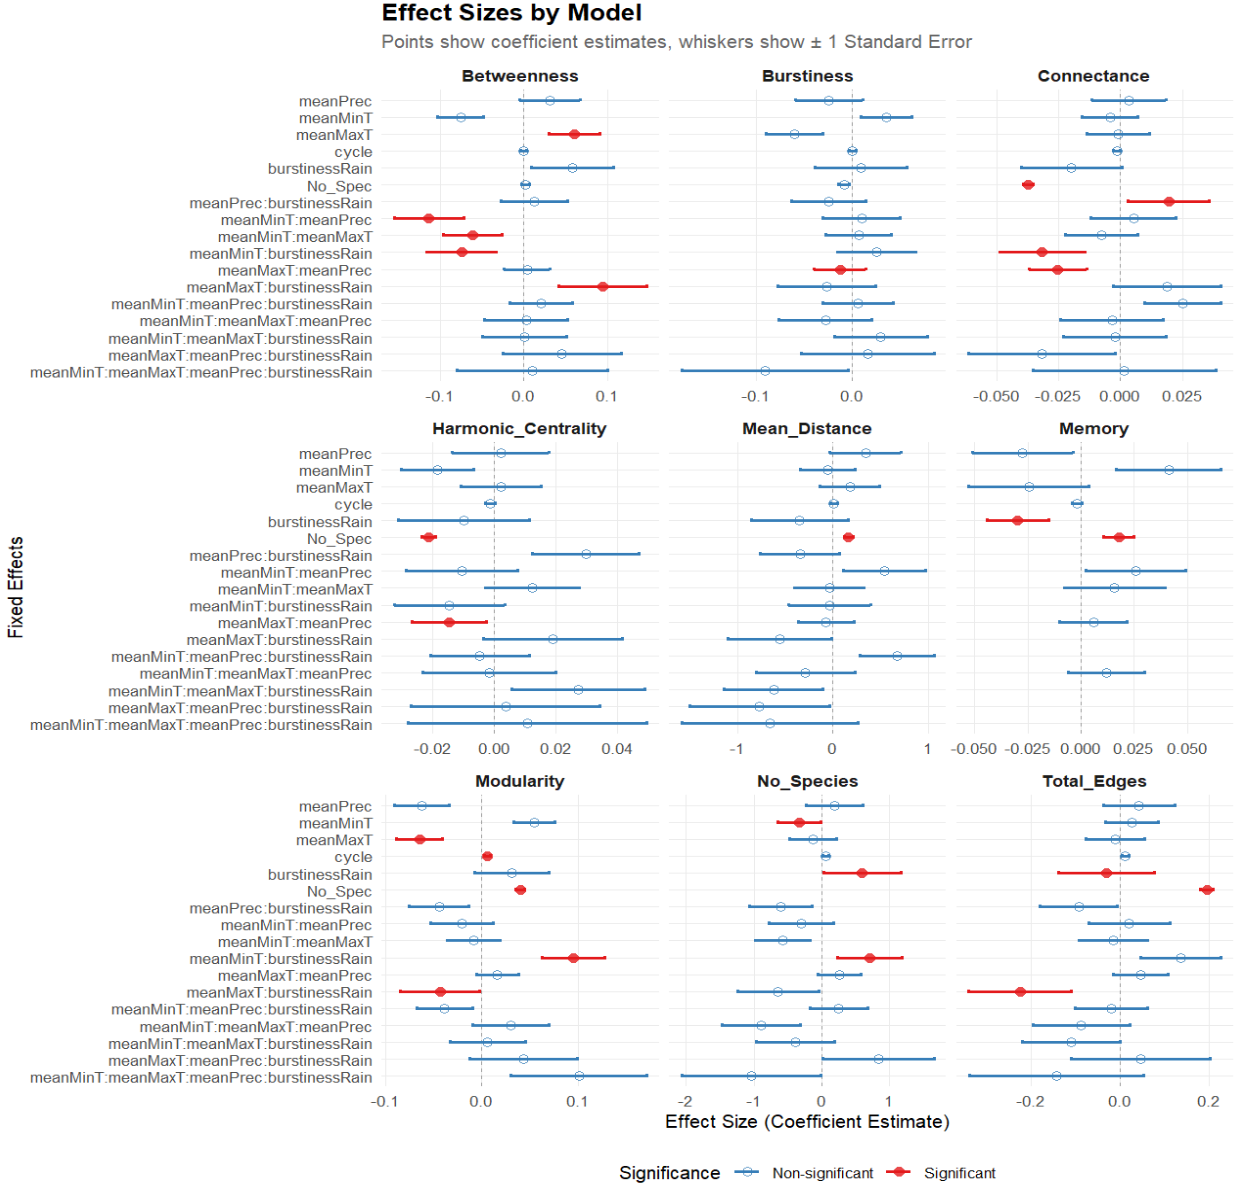 Effect Sizes by Model
Points show coefficient estimates, whiskers show ± 1 Standard Error
Betweenness
Burstiness
Connectance
meanPrec
meanMinT
meanMaxT
cycle
burstinessRain
No_Spec
meanPrec:burstinessRain
meanMinT:meanPrec
meanMinT:meanMaxT
meanMinT:burstinessRain
meanMaxT:meanPrec
meanMaxT:burstinessRain
meanMinT:meanPrec:burstinessRain
meanMinT:meanMaxT:meanPrec
meanMinT:meanMaxT:burstinessRain
meanMaxT:meanPrec:burstinessRain
meanMinT:meanMaxT:meanPrec:burstinessRain
-0.1 0.0 0.1
-0.1 0.0
-0.050 -0.025 0.000 0.025
Harmonic_Centrality
Mean_Distance
Memory
meanPrec
meanMinT
meanMaxT
cycle
burstinessRain
No_Spec
meanPrec:burstinessRain
meanMinT:meanPrec
meanMinT:meanMaxT
meanMinT:burstinessRain
meanMaxT:meanPrec
meanMaxT:burstinessRain
meanMinT:meanPrec:burstinessRain
meanMinT:meanMaxT:meanPrec
meanMinT:meanMaxT:burstinessRain
meanMaxT:meanPrec:burstinessRain
meanMinT:meanMaxT:meanPrec:burstinessRain
-0.02 0.00 0.02 0.04
-1 0 1
-0.050 -0.025 0.000 0.025 0.050
Fixed Effects
Modularity
No_Species
Total_Edges
meanPrec
meanMinT
meanMaxT
cycle
burstinessRain
No_Spec
meanPrec:burstinessRain
meanMinT:meanPrec
meanMinT:meanMaxT
meanMinT:burstinessRain
meanMaxT:meanPrec
meanMaxT:burstinessRain
meanMinT:meanPrec:burstinessRain
meanMinT:meanMaxT:meanPrec
meanMinT:meanMaxT:burstinessRain
meanMaxT:meanPrec:burstinessRain
meanMinT:meanMaxT:meanPrec:burstinessRain
-0.1 0.0 0.1
-2 -1 0 1
-0.2 0.0 0.2
Effect Size (Coefficient Estimate)
Significance Non-significant Significant